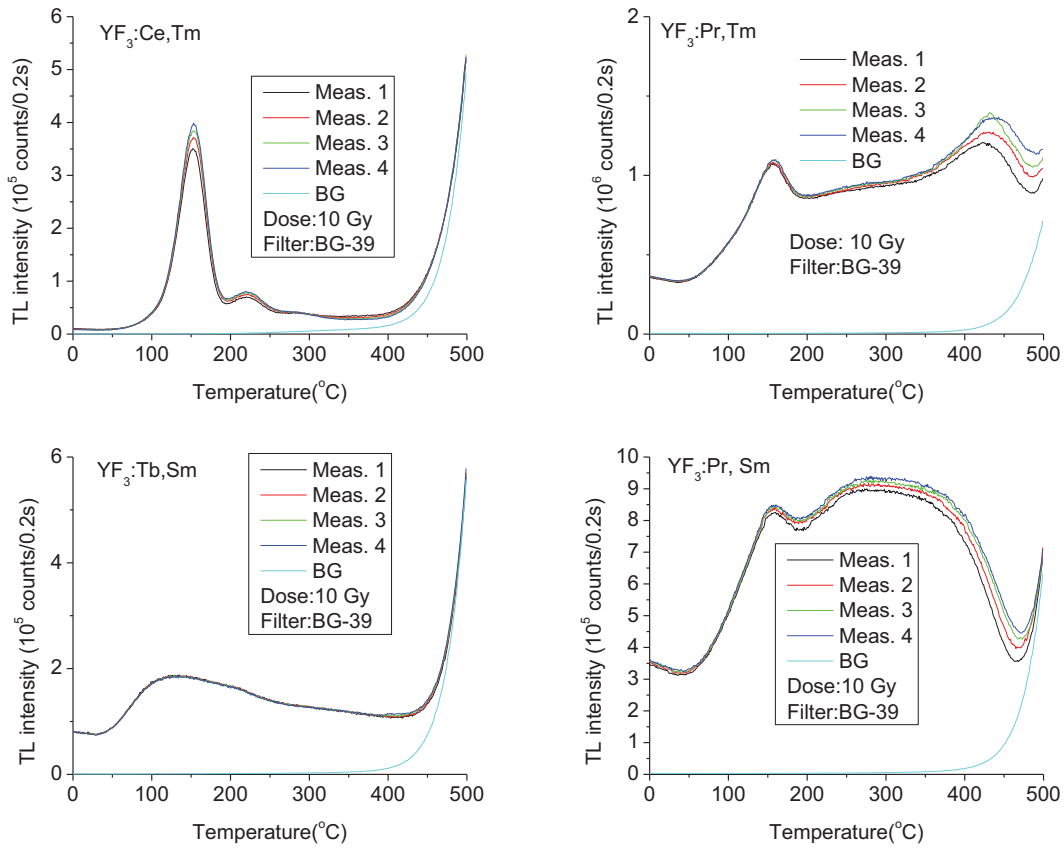 YF3:Ce,Tm
Meas. 1
Meas. 2
Meas. 3
Meas. 4
BG
Dose:10 Gy
Filter:BG-39
6
5
4
3
2
1
0
0 100 200 300 400 500
TL intensity (10^5 counts/0.2s)
Temperature(°C)
YF3:Pr,Tm
Meas. 1
Meas. 2
Meas. 3
Meas. 4
BG
Dose: 10 Gy
Filter:BG-39
2
1
0
0 100 200 300 400 500
TL intensity (10^6 counts/0.2s)
Temperature(°C)
YF3:Tb,Sm
Meas. 1
Meas. 2
Meas. 3
Meas. 4
BG
Dose:10 Gy
Filter:BG-39
6
4
2
0
0 100 200 300 400 500
TL intensity (10^5 counts/0.2s)
Temperature(°C)
YF3:Pr, Sm
Meas. 1
Meas. 2
Meas. 3
Meas. 4
BG
Dose:10 Gy
Filter:BG-39
10
9
8
7
6
5
4
3
2
1
0
0 100 200 300 400 500
TL intensity (10^5 counts/0.2s)
Temperature(°C)